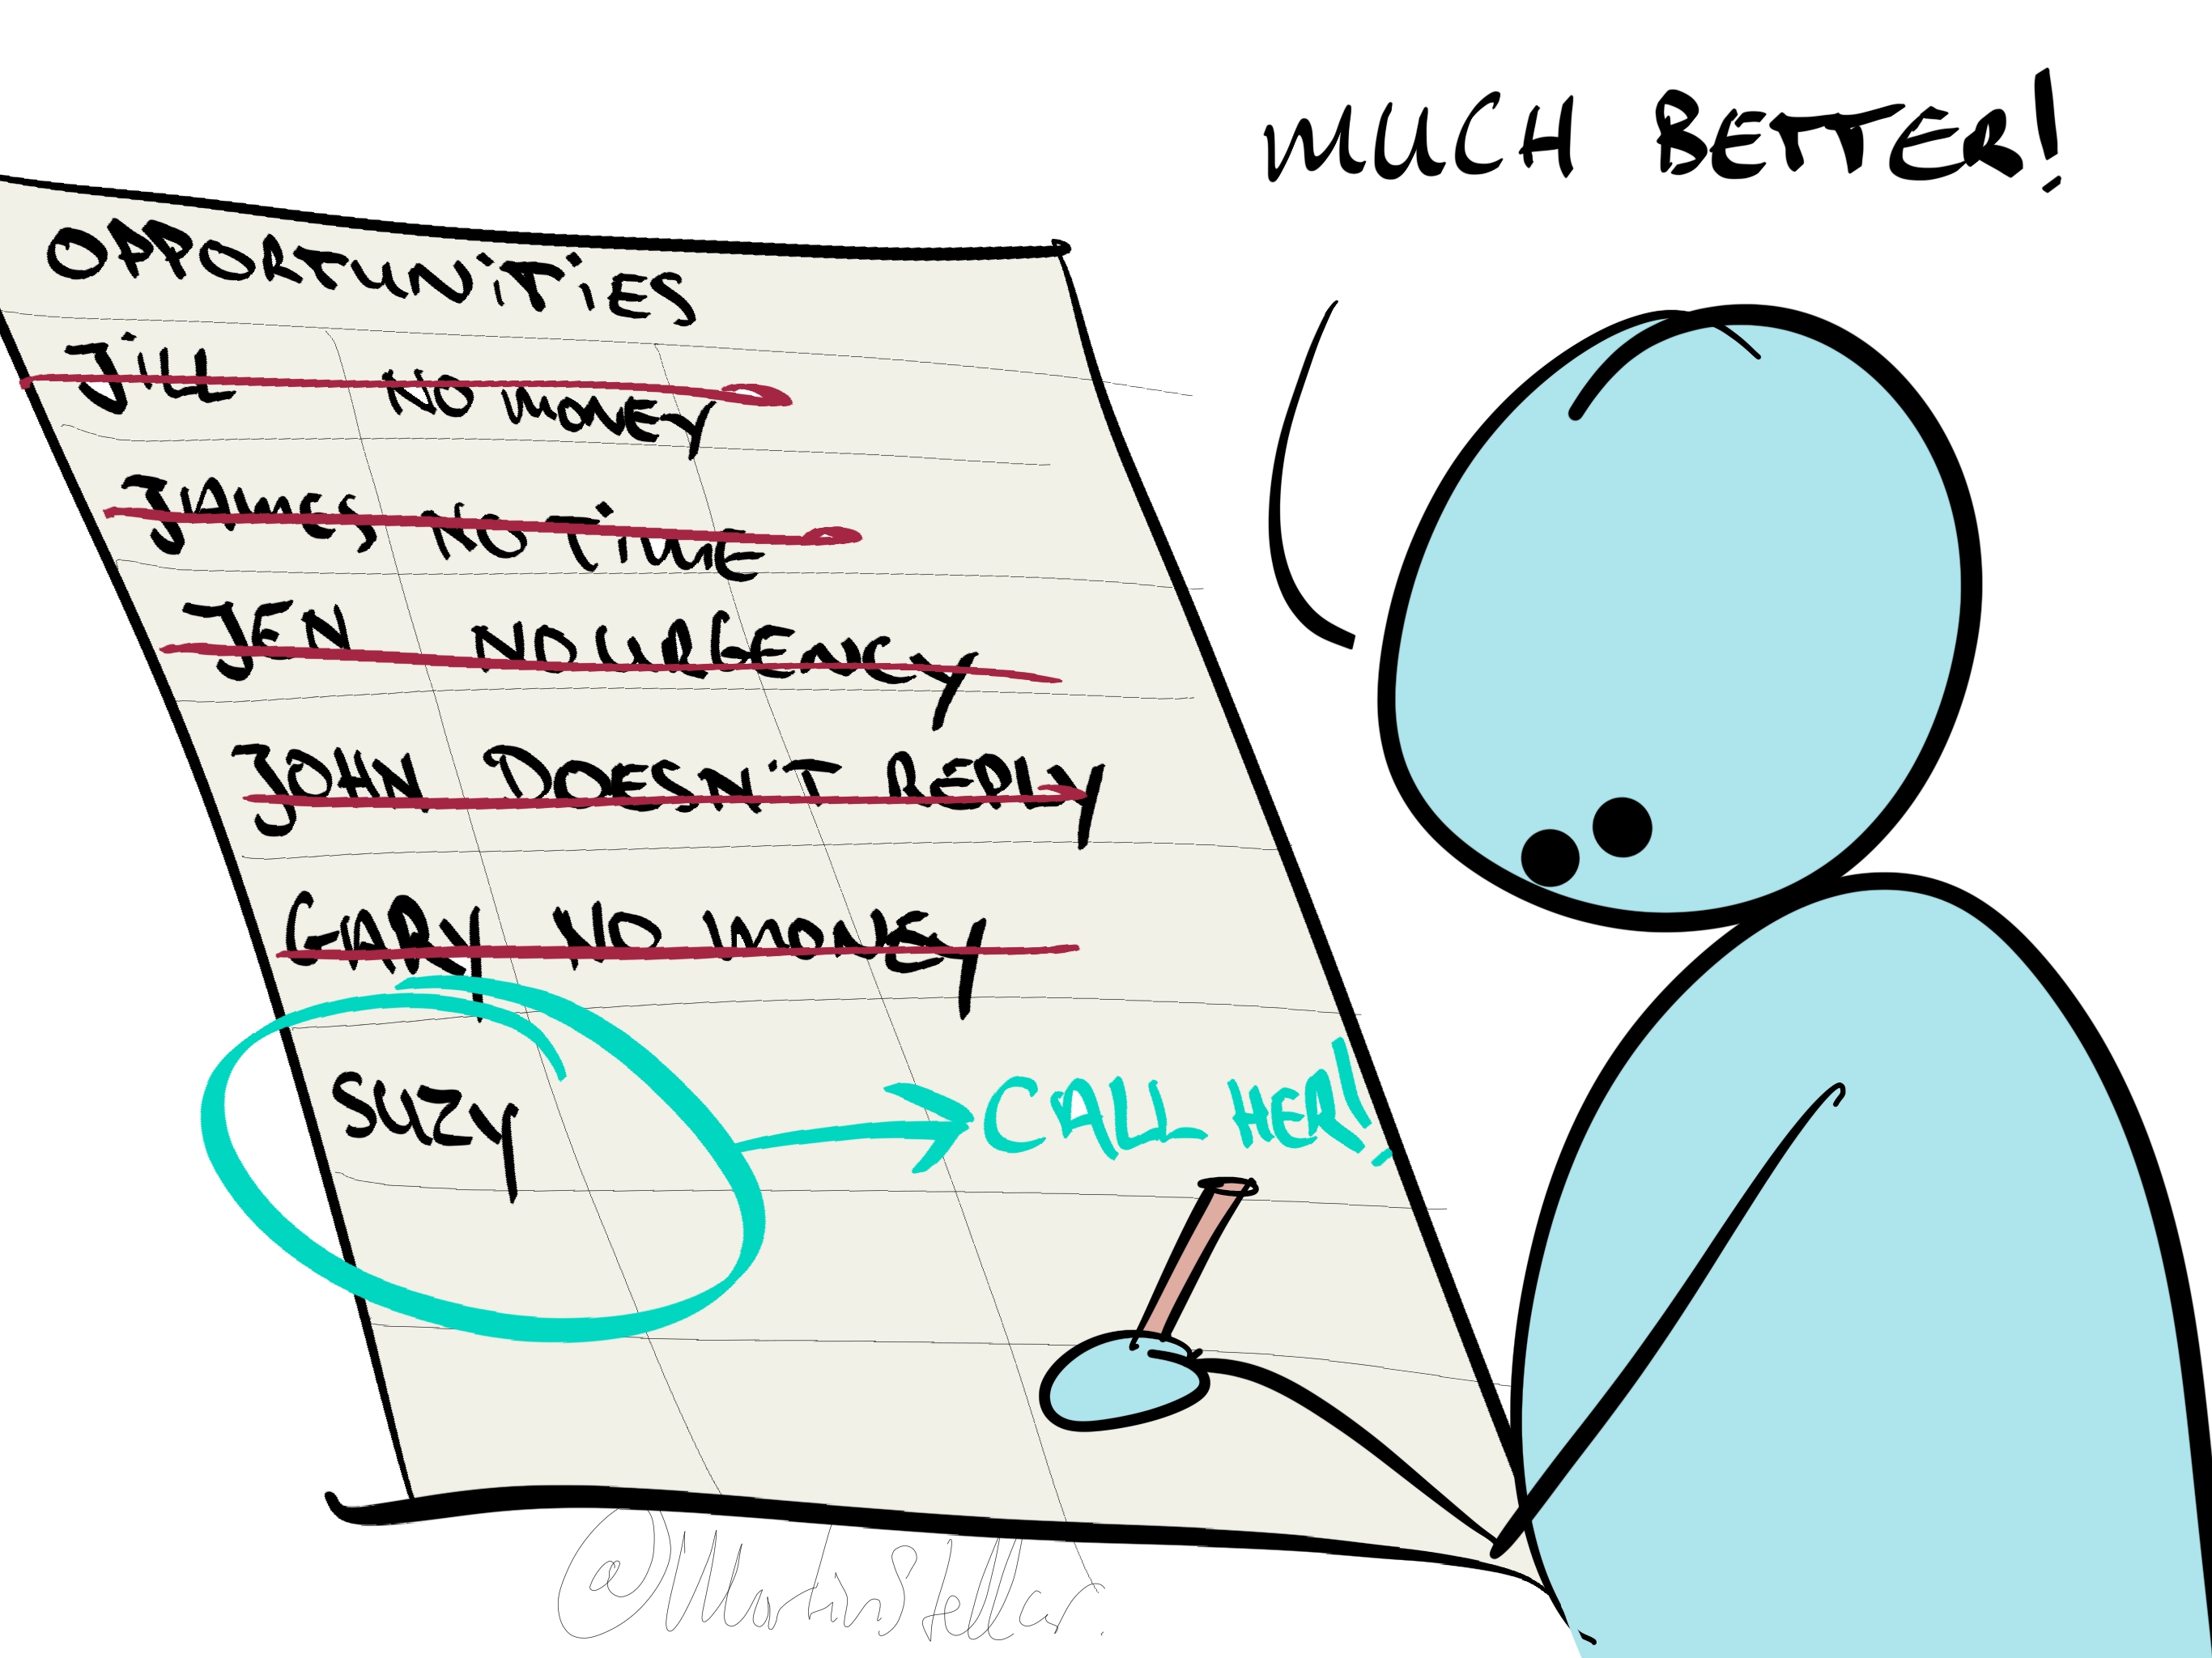 MUCH BETTER!
OPPORTUNITIES
JILL NO MONEY
JAMES NO TIME
JEN NO URGENCY
JOHN DOESN'T REPLY
GARY NO MONEY
SUZY → CALL HER!
@MartinStellar.